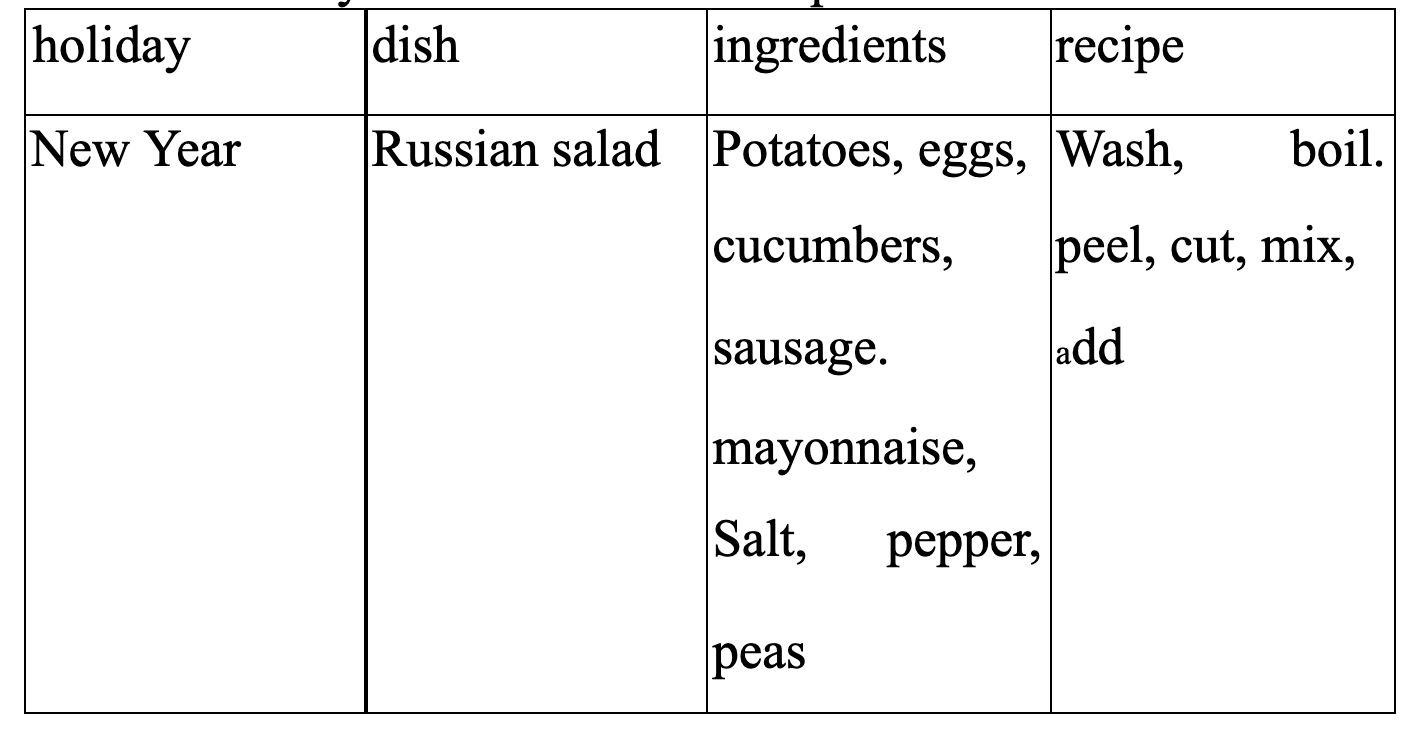 holiday
dish
ingredients
recipe
New Year
Russian salad
Potatoes, eggs,
cucumbers,
sausage.
mayonnaise,
Salt, pepper,
peas
Wash, boil.
peel, cut, mix,
add